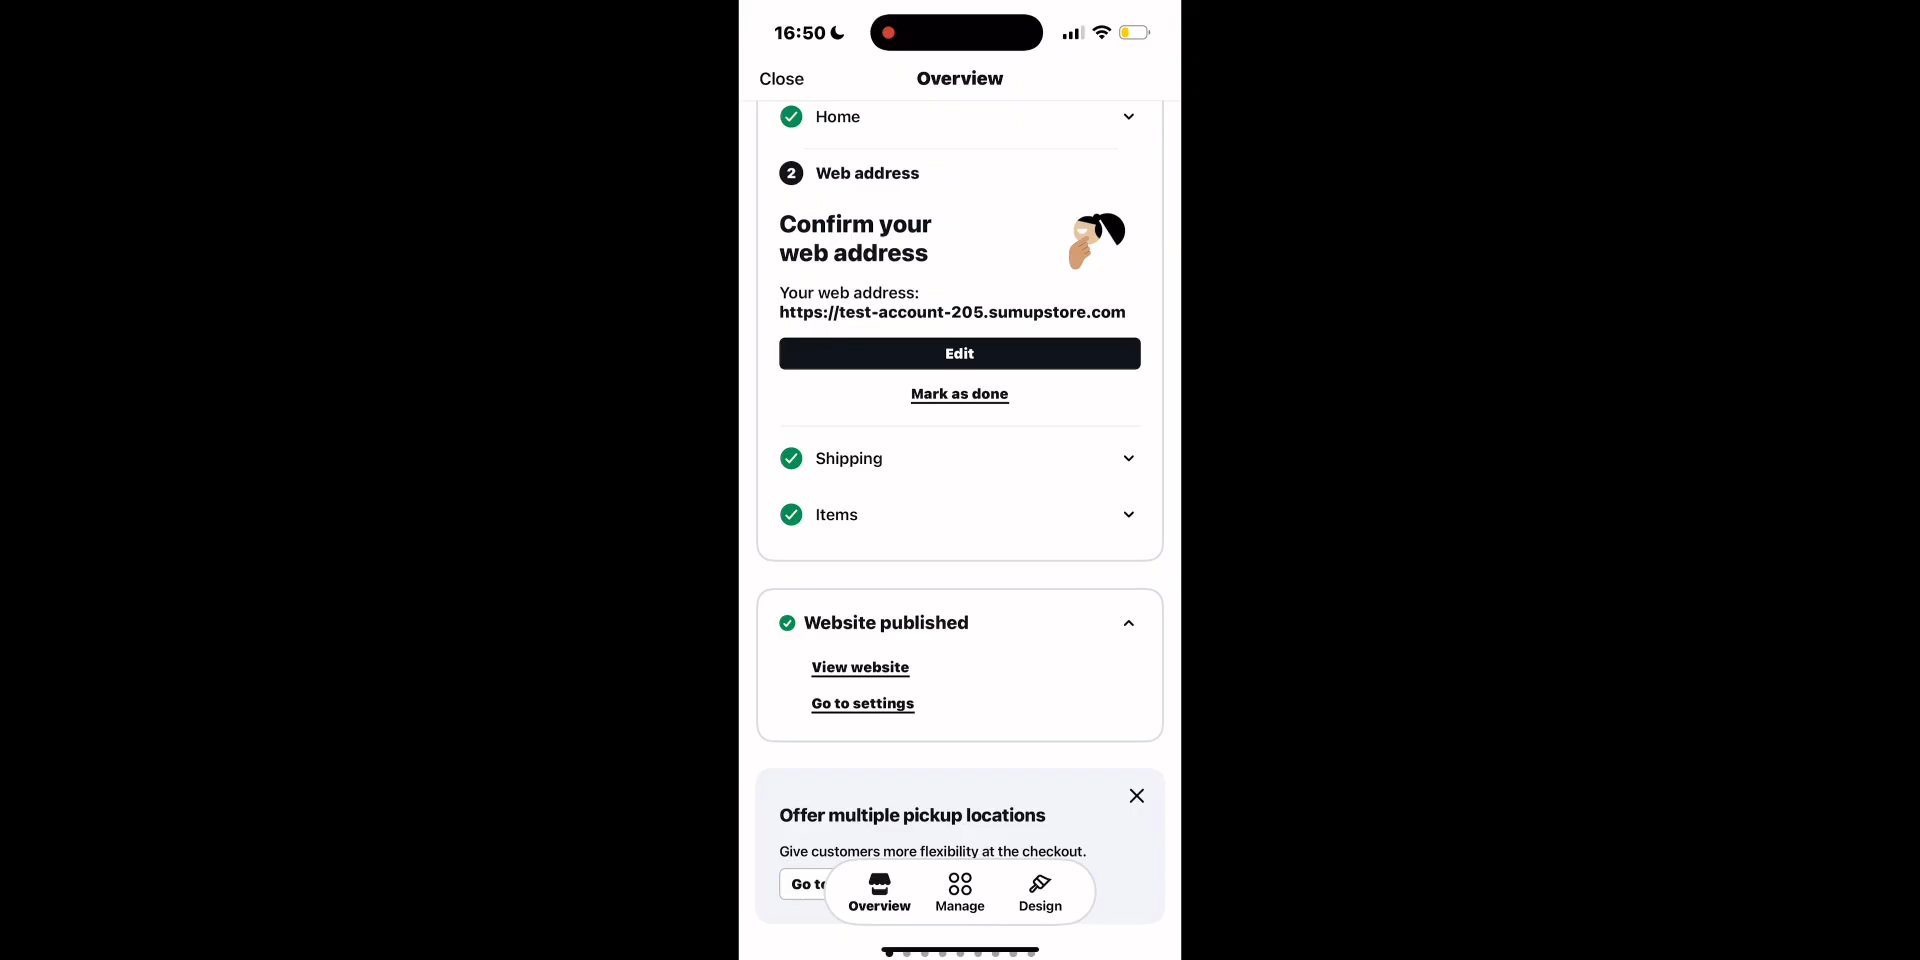 16:50
Close
Overview
Home
2 Web address
Confirm your
web address
Your web address:
https://test-account-205.sumupstore.com
Edit
Mark as done
Shipping
Items
Website published
View website
Go to settings
Offer multiple pickup locations
Give customers more flexibility at the checkout.
Go to
Overview Manage Design